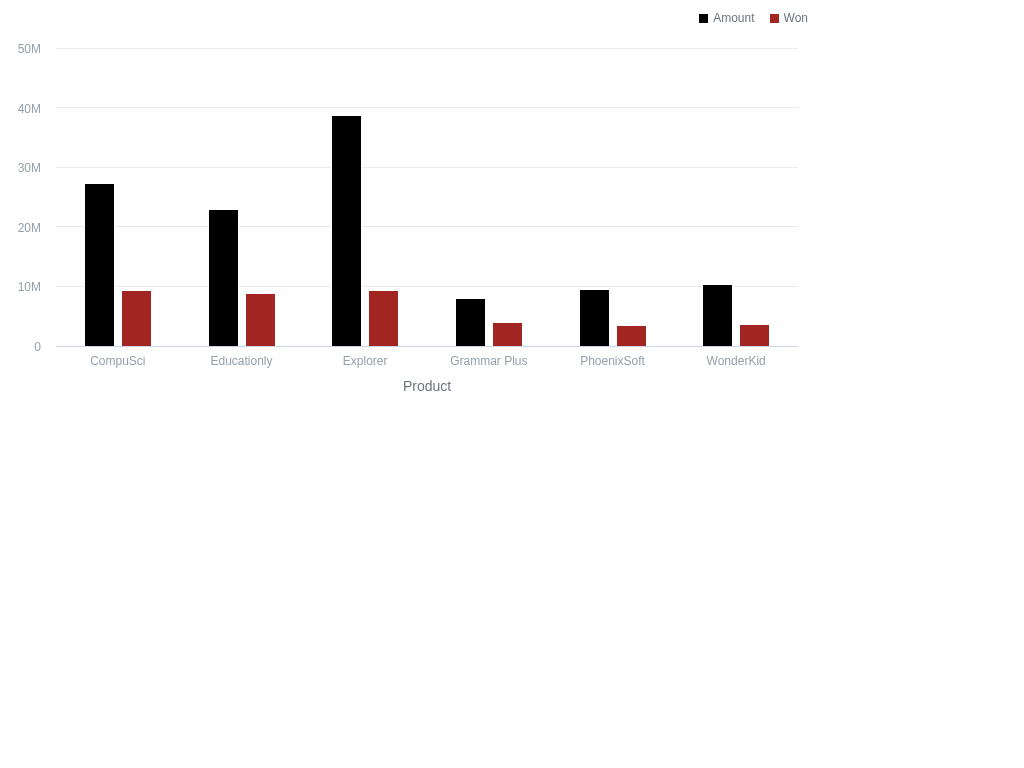 Amount Won
50M
40M
30M
20M
10M
0
CompuSci Educationly Explorer Grammar Plus PhoenixSoft WonderKid
Product